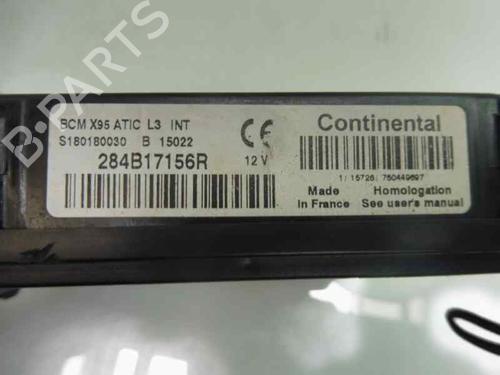 B-Parts
BCM X95 ATIC L3 INT
S180180030 B 15022
284B17156R
12 V
CE
Continental
1/ 15726/ 760449697
Made in France
Homologation
See user's manual